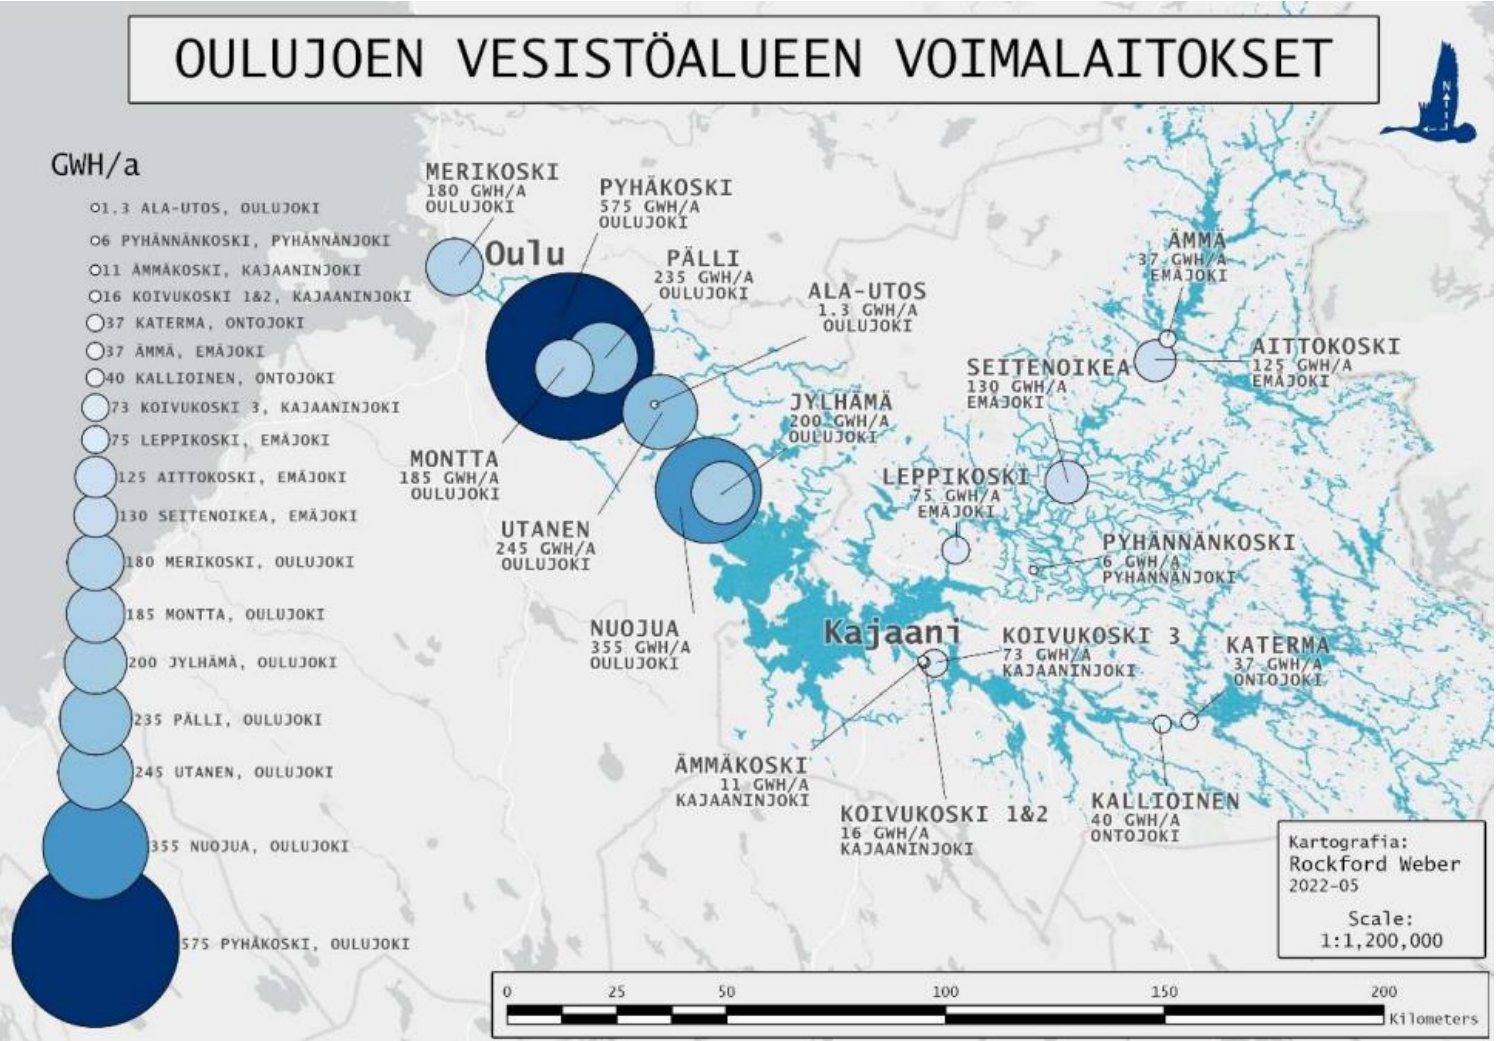 OULUJOEN VESISTÖALUEEN VOIMALAITOKSET
N
GWH/a
1.3 ALA-UTOS, OULUJOKI
6 PYHÄNNÄNKOSKI, PYHÄNNÄNJOKI
11 ÄMMÄKOSKI, KAJAANINJOKI
16 KOIVUKOSKI 1&2, KAJAANINJOKI
37 KATERMA, ONTOJOKI
37 ÄMMÄ, EMÄJOKI
40 KALLIOINEN, ONTOJOKI
73 KOIVUKOSKI 3, KAJAANINJOKI
75 LEPPIKOSKI, EMÄJOKI
125 AITTOKOSKI, EMÄJOKI
130 SEITENOIKEA, EMÄJOKI
180 MERIKOSKI, OULUJOKI
185 MONTTA, OULUJOKI
200 JYLHÄMÄ, OULUJOKI
235 PÄLLI, OULUJOKI
245 UTANEN, OULUJOKI
355 NUOJUA, OULUJOKI
575 PYHÄKOSKI, OULUJOKI
MERIKOSKI
180 GWH/A
OULUJOKI
PYHÄKOSKI
575 GWH/A
OULUJOKI
Oulu
PÄLLI
235 GWH/A
OULUJOKI
ALA-UTOS
1.3 GWH/A
OULUJOKI
ÄMMÄ
37 GWH/A
EMÄJOKI
AITTOKOSKI
125 GWH/A
EMÄJOKI
SEITENOIKEA
130 GWH/A
EMÄJOKI
JYLHÄMÄ
200 GWH/A
OULUJOKI
MONTTA
185 GWH/A
OULUJOKI
LEPPIKOSKI
75 GWH/A
EMÄJOKI
UTANEN
245 GWH/A
OULUJOKI
PYHÄNNÄNKOSKI
6 GWH/A
PYHÄNNÄNJOKI
NUOJUA
355 GWH/A
OULUJOKI
Kajaani
KOIVUKOSKI 3
73 GWH/A
KAJAANINJOKI
KATERMA
37 GWH/A
ONTOJOKI
ÄMMÄKOSKI
11 GWH/A
KAJAANINJOKI
KOIVUKOSKI 1&2
16 GWH/A
KAJAANINJOKI
KALLIOINEN
40 GWH/A
ONTOJOKI
Kartografia:
Rockford Weber
2022-05
Scale:
1:1,200,000
0 25 50 100 150 200
Kilometers